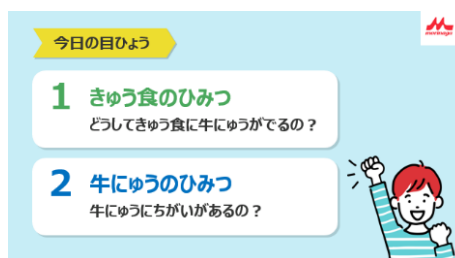 今日の目ひょう
morinaga
1 きゅう食のひみつ
どうしてきゅう食に牛にゅうがでるの？
2 牛にゅうのひみつ
牛にゅうにちがいがあるの？